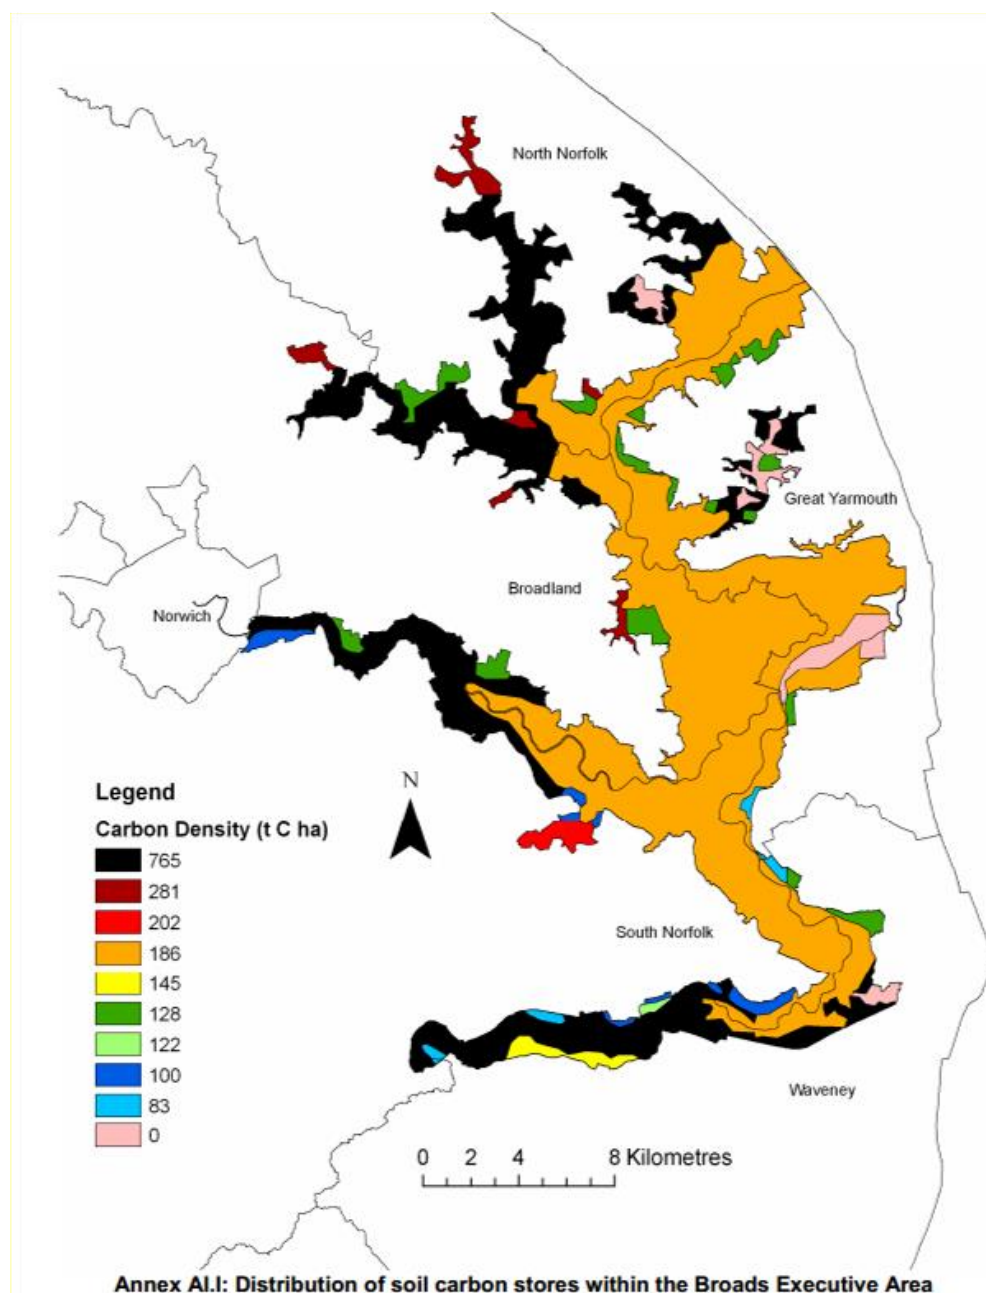 North Norfolk
Great Yarmouth
Broadland
Norwich
Legend
Carbon Density (t C ha)
765
281
202
186
145
128
122
100
83
0
N
South Norfolk
Waveney
0 2 4 8 Kilometres
Annex AI.I: Distribution of soil carbon stores within the Broads Executive Area